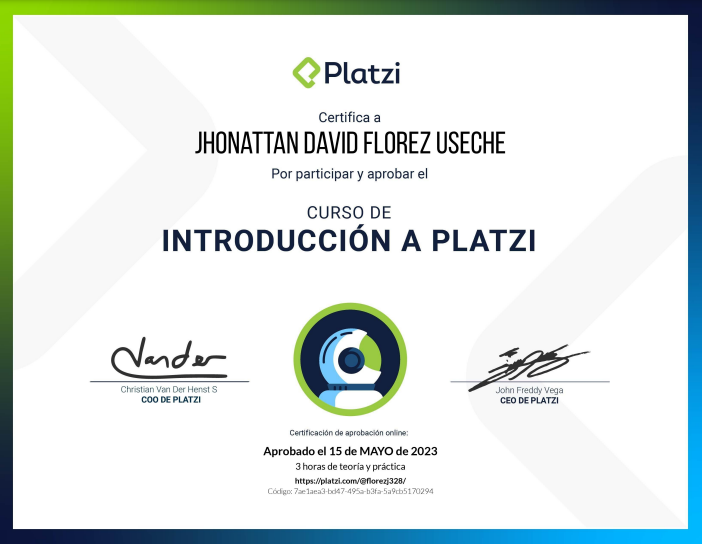 Platzi
Certifica a
JHONATTAN DAVID FLOREZ USECHE
Por participar y aprobar el
CURSO DE
INTRODUCCIÓN A PLATZI
Vander
Christian Van Der Henst S
COO DE PLATZI
John Freddy Vega
CEO DE PLATZI
Certificación de aprobación online:
Aprobado el 15 de MAYO de 2023
3 horas de teoría y práctica
https://platzi.com/@florezj328/
Código: 7ae1aea3-bd47-495a-b3fa-5a9cb5170294